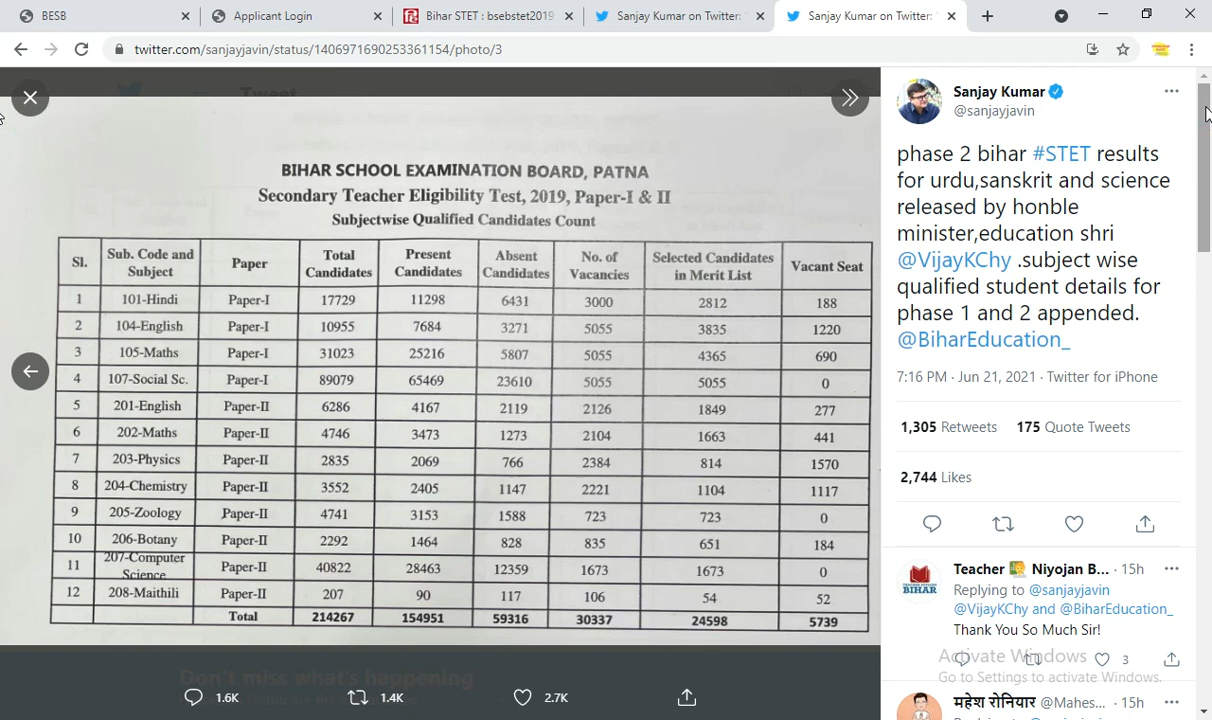 BESB
Applicant Login
Bihar STET : bsebstet2019
Sanjay Kumar on Twitter:
Sanjay Kumar on Twitter:
twitter.com/sanjayjavin/status/1406971690253361154/photo/3
Tweet
BIHAR SCHOOL EXAMINATION BOARD, PATNA
Secondary Teacher Eligibility Test, 2019, Paper-I & II
Subjectwise Qualified Candidates Count
Sl. Sub. Code and Subject Paper Total Candidates Present Candidates Absent Candidates No. of Vacancies Selected Candidates in Merit List Vacant Seat
1 101-Hindi Paper-I 17729 11298 6431 3000 2812 188
2 104-English Paper-I 10955 7684 3271 5055 3835 1220
3 105-Maths Paper-I 31023 25216 5807 5055 4365 690
4 107-Social Sc. Paper-I 89079 65469 23610 5055 5055 0
5 201-English Paper-II 6286 4167 2119 2126 1849 277
6 202-Maths Paper-II 4746 3473 1273 2104 1663 441
7 203-Physics Paper-II 2835 2069 766 2384 814 1570
8 204-Chemistry Paper-II 3552 2405 1147 2221 1104 1117
9 205-Zoology Paper-II 4741 3153 1588 723 723 0
10 206-Botany Paper-II 2292 1464 828 835 651 184
11 207-Computer Science Paper-II 40822 28463 12359 1673 1673 0
12 208-Maithili Paper-II 207 90 117 106 54 52
Total 214267 154951 59316 30337 24598 5739
Don't miss what's happening
1.6K 1.4K 2.7K
Sanjay Kumar
@sanjayjavin
phase 2 bihar #STET results
for urdu,sanskrit and science
released by honble
minister,education shri
@VijayKChy .subject wise
qualified student details for
phase 1 and 2 appended.
@BiharEducation_
7:16 PM · Jun 21, 2021 · Twitter for iPhone
1,305 Retweets 175 Quote Tweets
2,744 Likes
Teacher Niyojan B... · 15h
Replying to @sanjayjavin
@VijayKChy and @BiharEducation_
Thank You So Much Sir!
3
Activate Windows
Go to Settings to activate Windows.
महेश रोनियार @Mahes... · 15h
BIHAR